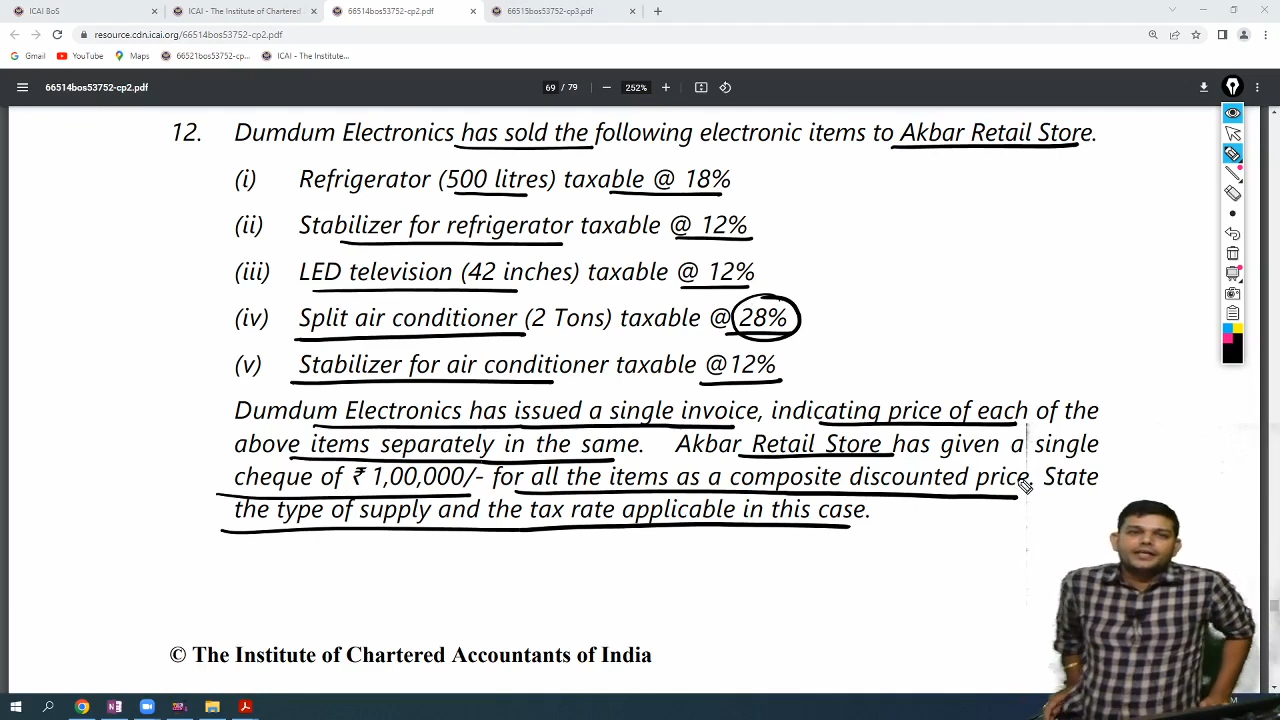 ICAI BoS
ICAI - The Institute of Chartered
66514bos53752-cp2.pdf
66515bos53752-cp3.pdf
resource.cdn.icai.org/66514bos53752-cp2.pdf
Gmail YouTube Maps 66521bos53752-cp... ICAI - The Institute...
66514bos53752-cp2.pdf 69 / 79 252%
12. Dumdum Electronics has sold the following electronic items to Akbar Retail Store.
(i) Refrigerator (500 litres) taxable @ 18%
(ii) Stabilizer for refrigerator taxable @ 12%
(iii) LED television (42 inches) taxable @ 12%
(iv) Split air conditioner (2 Tons) taxable @ 28%
(v) Stabilizer for air conditioner taxable @12%
Dumdum Electronics has issued a single invoice, indicating price of each of the
above items separately in the same. Akbar Retail Store has given a single
cheque of ₹ 1,00,000/- for all the items as a composite discounted price. State
the type of supply and the tax rate applicable in this case.
© The Institute of Chartered Accountants of India